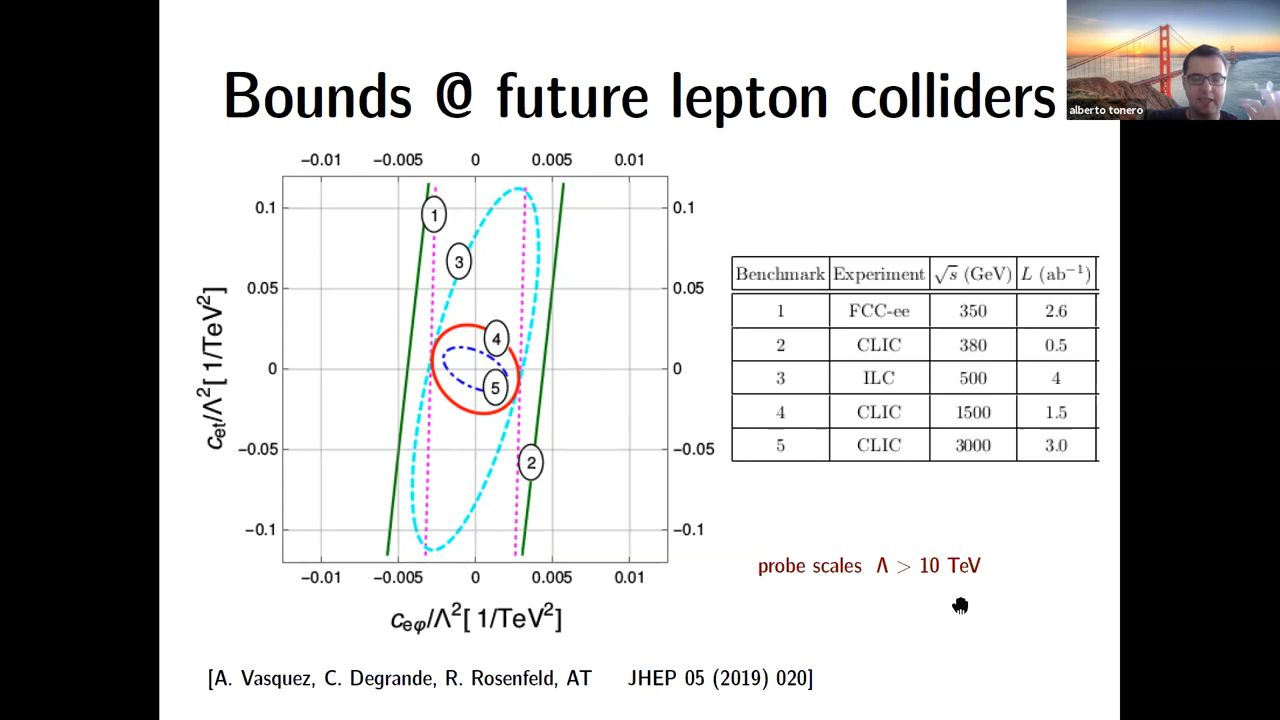 Bounds @ future lepton colliders
alberto tonero
−0.01 −0.005 0 0.005 0.01
0.1 0.1
0.05 0.05
0 0
−0.05 −0.05
−0.1 −0.1
−0.01 −0.005 0 0.005 0.01
1
3
4
5
2
c_et/Λ²[ 1/TeV²]
c_eφ/Λ²[ 1/TeV²]
Benchmark Experiment √s (GeV) L (ab⁻¹)
1 FCC-ee 350 2.6
2 CLIC 380 0.5
3 ILC 500 4
4 CLIC 1500 1.5
5 CLIC 3000 3.0
probe scales Λ > 10 TeV
[A. Vasquez, C. Degrande, R. Rosenfeld, AT JHEP 05 (2019) 020]